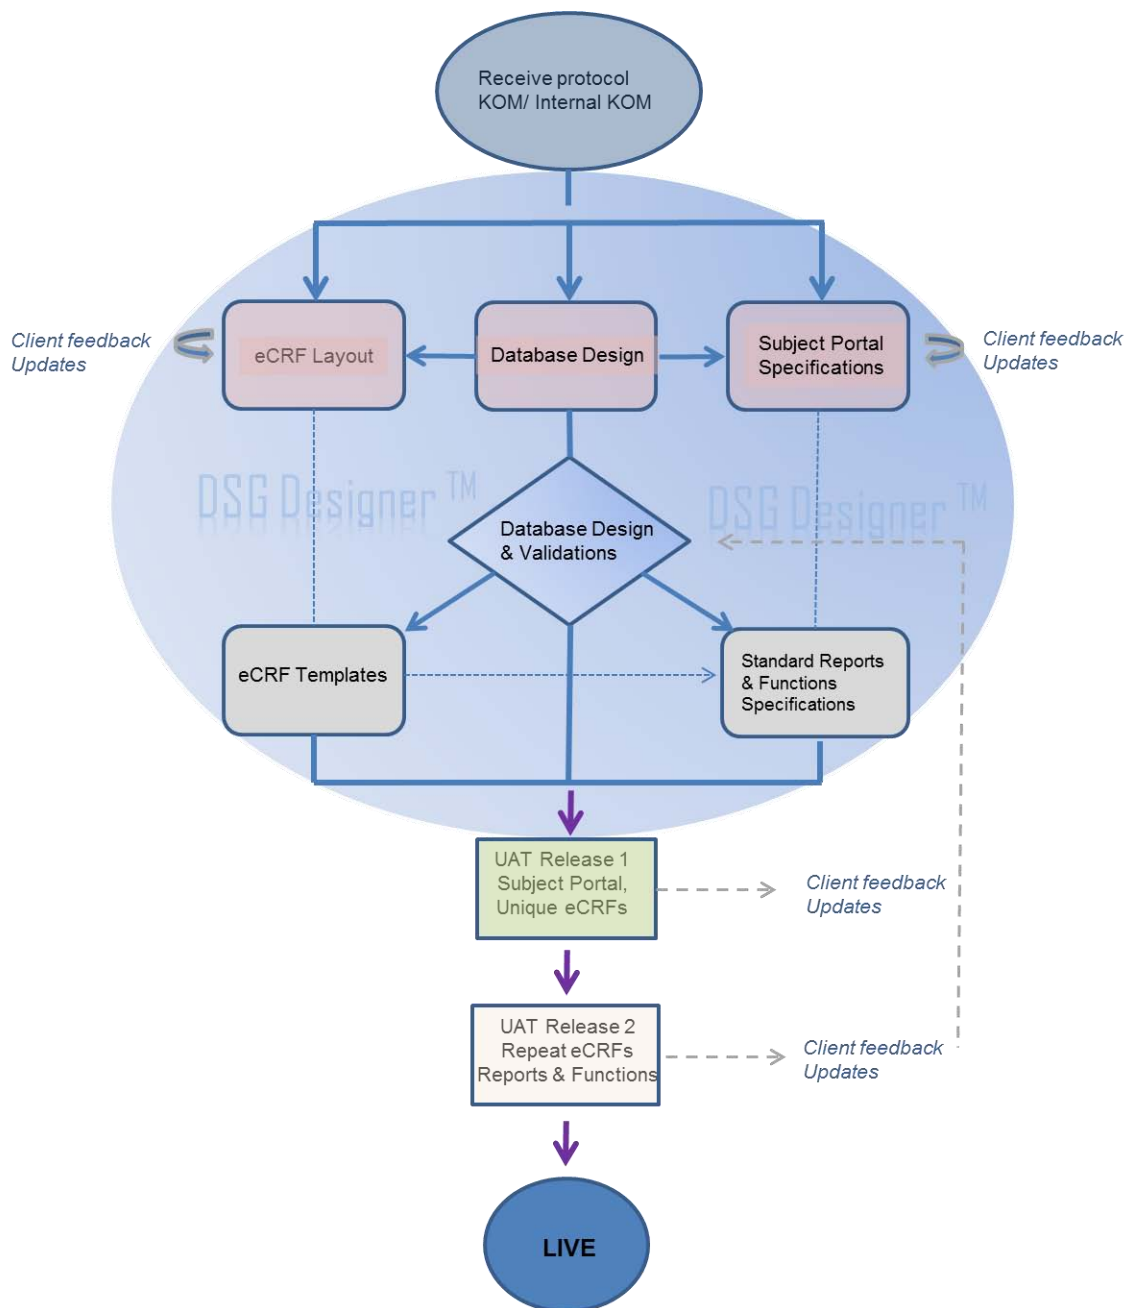 Receive protocol
KOM/ Internal KOM
Client feedback
Updates
eCRF Layout
Database Design
Subject Portal
Specifications
Client feedback
Updates
DSG Designer ™
DSG Designer ™
Database Design
& Validations
eCRF Templates
Standard Reports
& Functions
Specifications
UAT Release 1
Subject Portal,
Unique eCRFs
Client feedback
Updates
UAT Release 2
Repeat eCRFs
Reports & Functions
Client feedback
Updates
LIVE